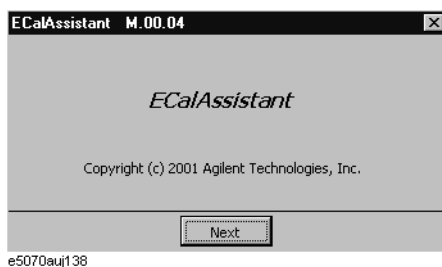 ECalAssistant M.00.04
ECalAssistant
Copyright (c) 2001 Agilent Technologies, Inc.
Next
e5070auj138